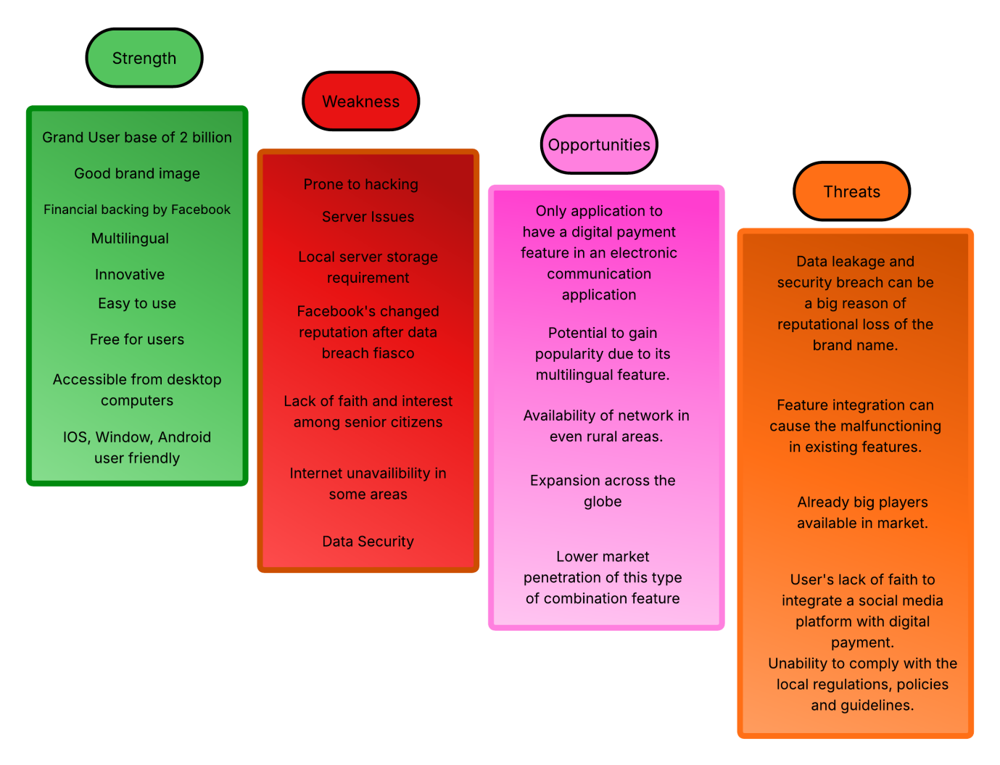 Strength
Grand User base of 2 billion
Good brand image
Financial backing by Facebook
Multilingual
Innovative
Easy to use
Free for users
Accessible from desktop
computers
IOS, Window, Android
user friendly
Weakness
Prone to hacking
Server Issues
Local server storage
requirement
Facebook's changed
reputation after data
breach fiasco
Lack of faith and interest
among senior citizens
Internet unavailibility in
some areas
Data Security
Opportunities
Only application to
have a digital payment
feature in an electronic
communication
application
Potential to gain
popularity due to its
multilingual feature.
Availability of network in
even rural areas.
Expansion across the
globe
Lower market
penetration of this type
of combination feature
Threats
Data leakage and
security breach can be
a big reason of
reputational loss of the
brand name.
Feature integration can
cause the malfunctioning
in existing features.
Already big players
available in market.
User's lack of faith to
integrate a social media
platform with digital
payment.
Unability to comply with the
local regulations, policies
and guidelines.